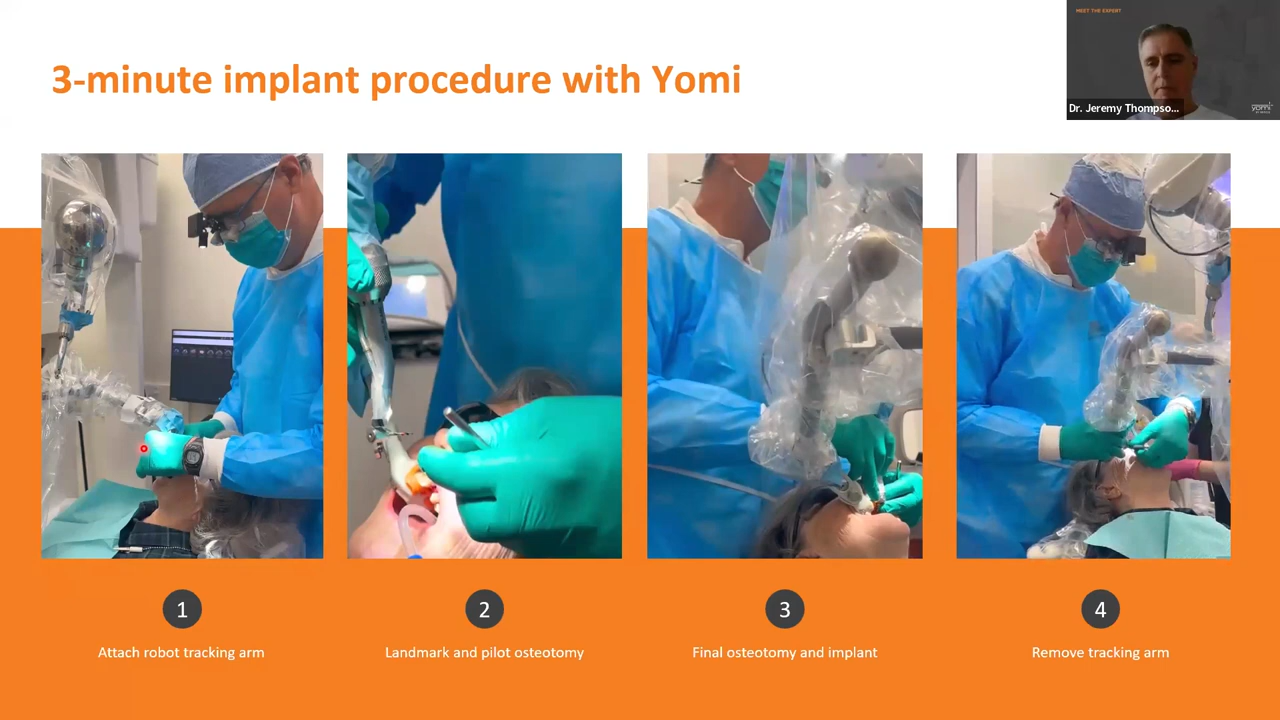 MEET THE EXPERT
3-minute implant procedure with Yomi
Dr. Jeremy Thompso...
yomi
1
2
3
4
Attach robot tracking arm
Landmark and pilot osteotomy
Final osteotomy and implant
Remove tracking arm